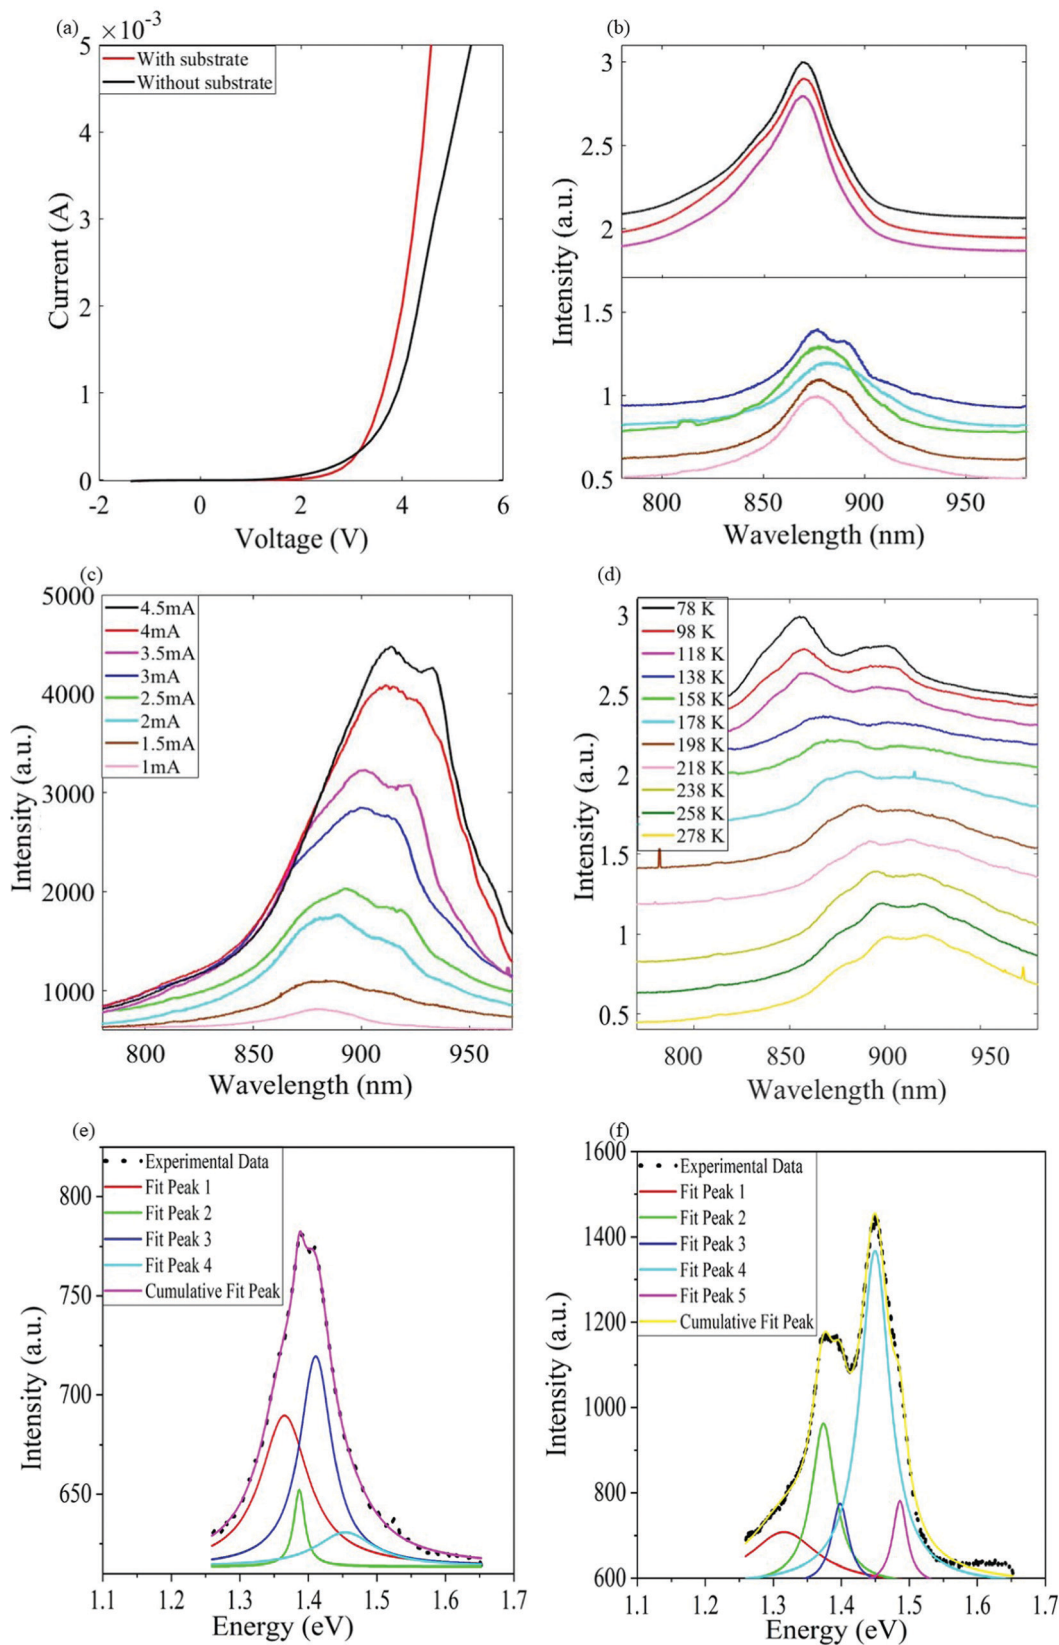 (a)
×10⁻³
5
4
3
2
1
0
-2
0
2
4
6
Current (A)
Voltage (V)
With substrate
Without substrate
(b)
3
2.5
2
1.5
1
0.5
800
850
900
950
Intensity (a.u.)
Wavelength (nm)
(c)
5000
4000
3000
2000
1000
800
850
900
950
Intensity (a.u.)
Wavelength (nm)
4.5mA
4mA
3.5mA
3mA
2.5mA
2mA
1.5mA
1mA
(d)
3
2.5
2
1.5
1
0.5
800
850
900
950
Intensity (a.u.)
Wavelength (nm)
78 K
98 K
118 K
138 K
158 K
178 K
198 K
218 K
238 K
258 K
278 K
(e)
800
750
700
650
1.1
1.2
1.3
1.4
1.5
1.6
1.7
Intensity (a.u.)
Energy (eV)
Experimental Data
Fit Peak 1
Fit Peak 2
Fit Peak 3
Fit Peak 4
Cumulative Fit Peak
(f)
1600
1400
1200
1000
800
600
1.1
1.2
1.3
1.4
1.5
1.6
1.7
Intensity (a.u.)
Energy (eV)
Experimental Data
Fit Peak 1
Fit Peak 2
Fit Peak 3
Fit Peak 4
Fit Peak 5
Cumulative Fit Peak